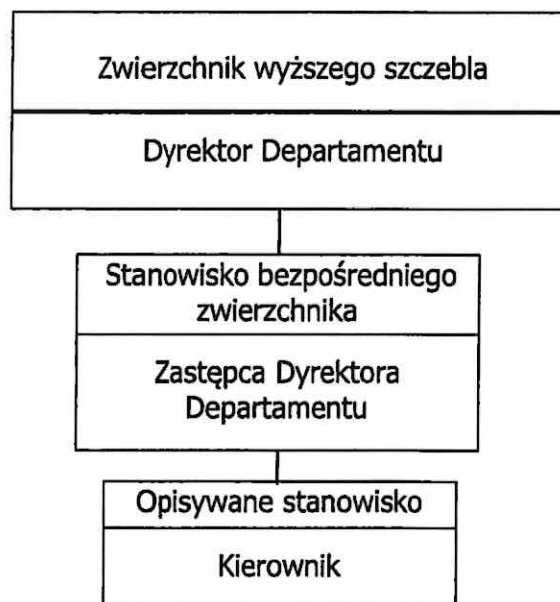 Zwierzchnik wyższego szczebla
Dyrektor Departamentu
Stanowisko bezpośredniego
zwierzchnika
Zastępca Dyrektora
Departamentu
Opisywane stanowisko
Kierownik